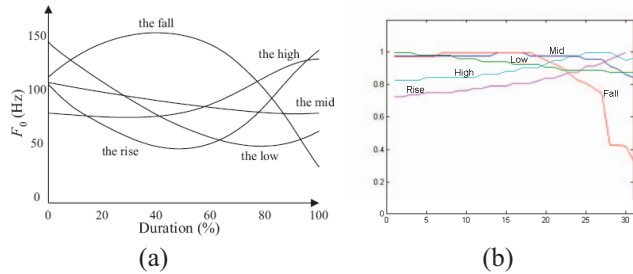 150
100
50
0
F0 (Hz)
the fall
the high
the mid
the low
the rise
0
20
40
60
80
100
Duration (%)
(a)
1
0.8
0.6
0.4
0.2
0
Mid
Low
High
Rise
Fall
0
5
10
15
20
25
30
(b)